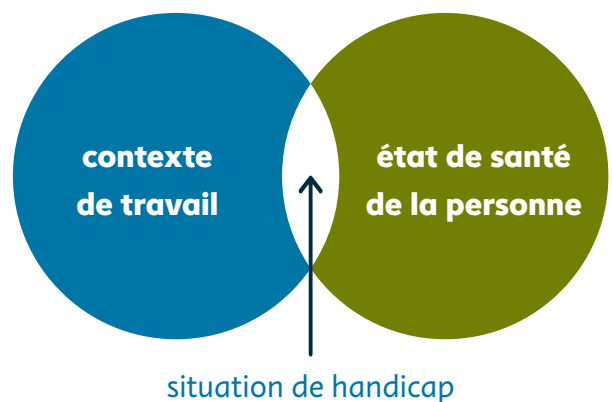 contexte
de travail
état de santé
de la personne
situation de handicap